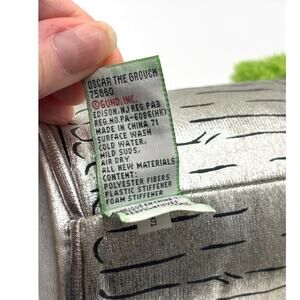 OSCAR THE GROUCH
75860
©GUND, INC.
EDISON, NJ REG.PA3
REG.NO.PA-6086(HK)
MADE IN CHINA 71
SURFACE WASH
COLD WATER,
MILD SUDS,
AIR DRY
ALL NEW MATERIALS
CONTENT:
POLYESTER FIBERS
PLASTIC STIFFENER
FOAM STIFFENER